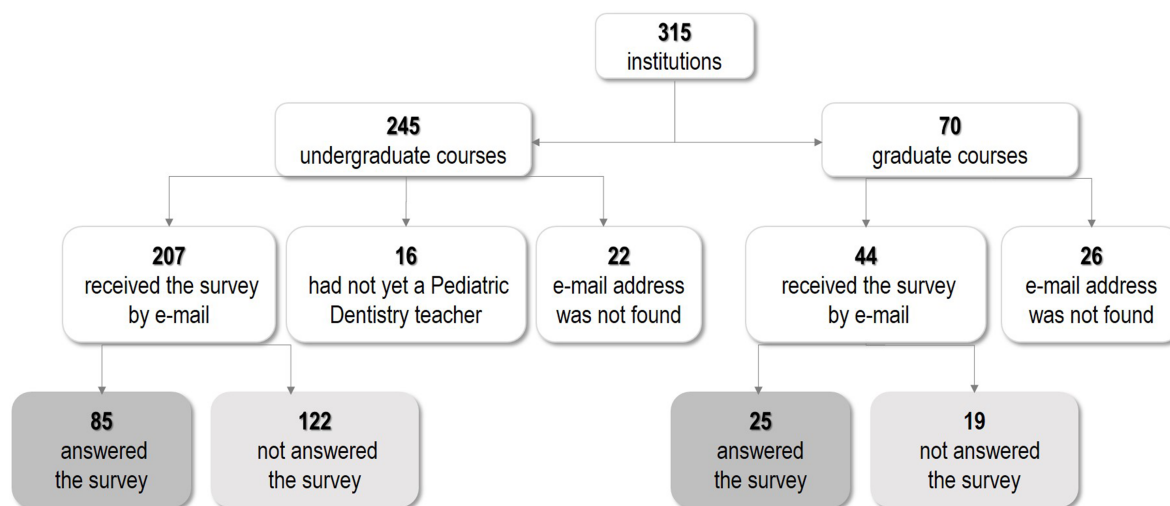 315
institutions
245
undergraduate courses
70
graduate courses
207
received the survey
by e-mail
16
had not yet a Pediatric
Dentistry teacher
22
e-mail address
was not found
44
received the survey
by e-mail
26
e-mail address
was not found
85
answered
the survey
122
not answered
the survey
25
answered
the survey
19
not answered
the survey